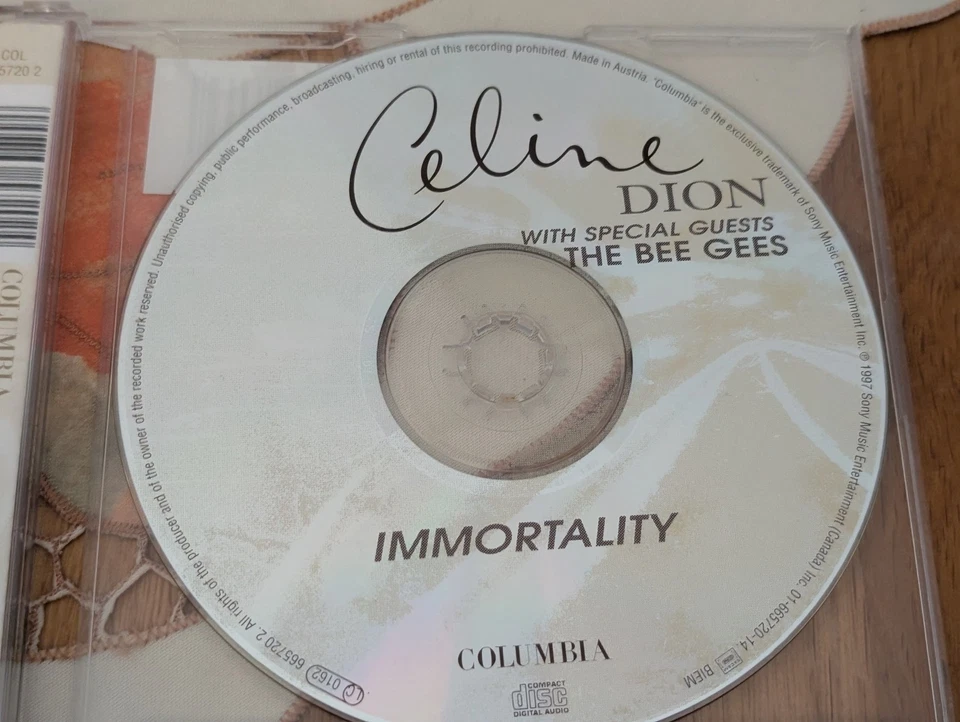 COL
5720 2
COLUMBIA
Celine
DION
WITH SPECIAL GUESTS
THE BEE GEES
IMMORTALITY
COLUMBIA
COMPACT
disc
DIGITAL AUDIO
LC 0162 665720 2. All rights of the producer and of the owner of the recorded work reserved. Unauthorised copying, public performance, broadcasting, hiring or rental of this recording prohibited. Made in Austria. "Columbia" is the exclusive trademark of Sony Music Entertainment Inc. ℗ 1997 Sony Music Entertainment (Canada) Inc. 01-665720-14
BIEM